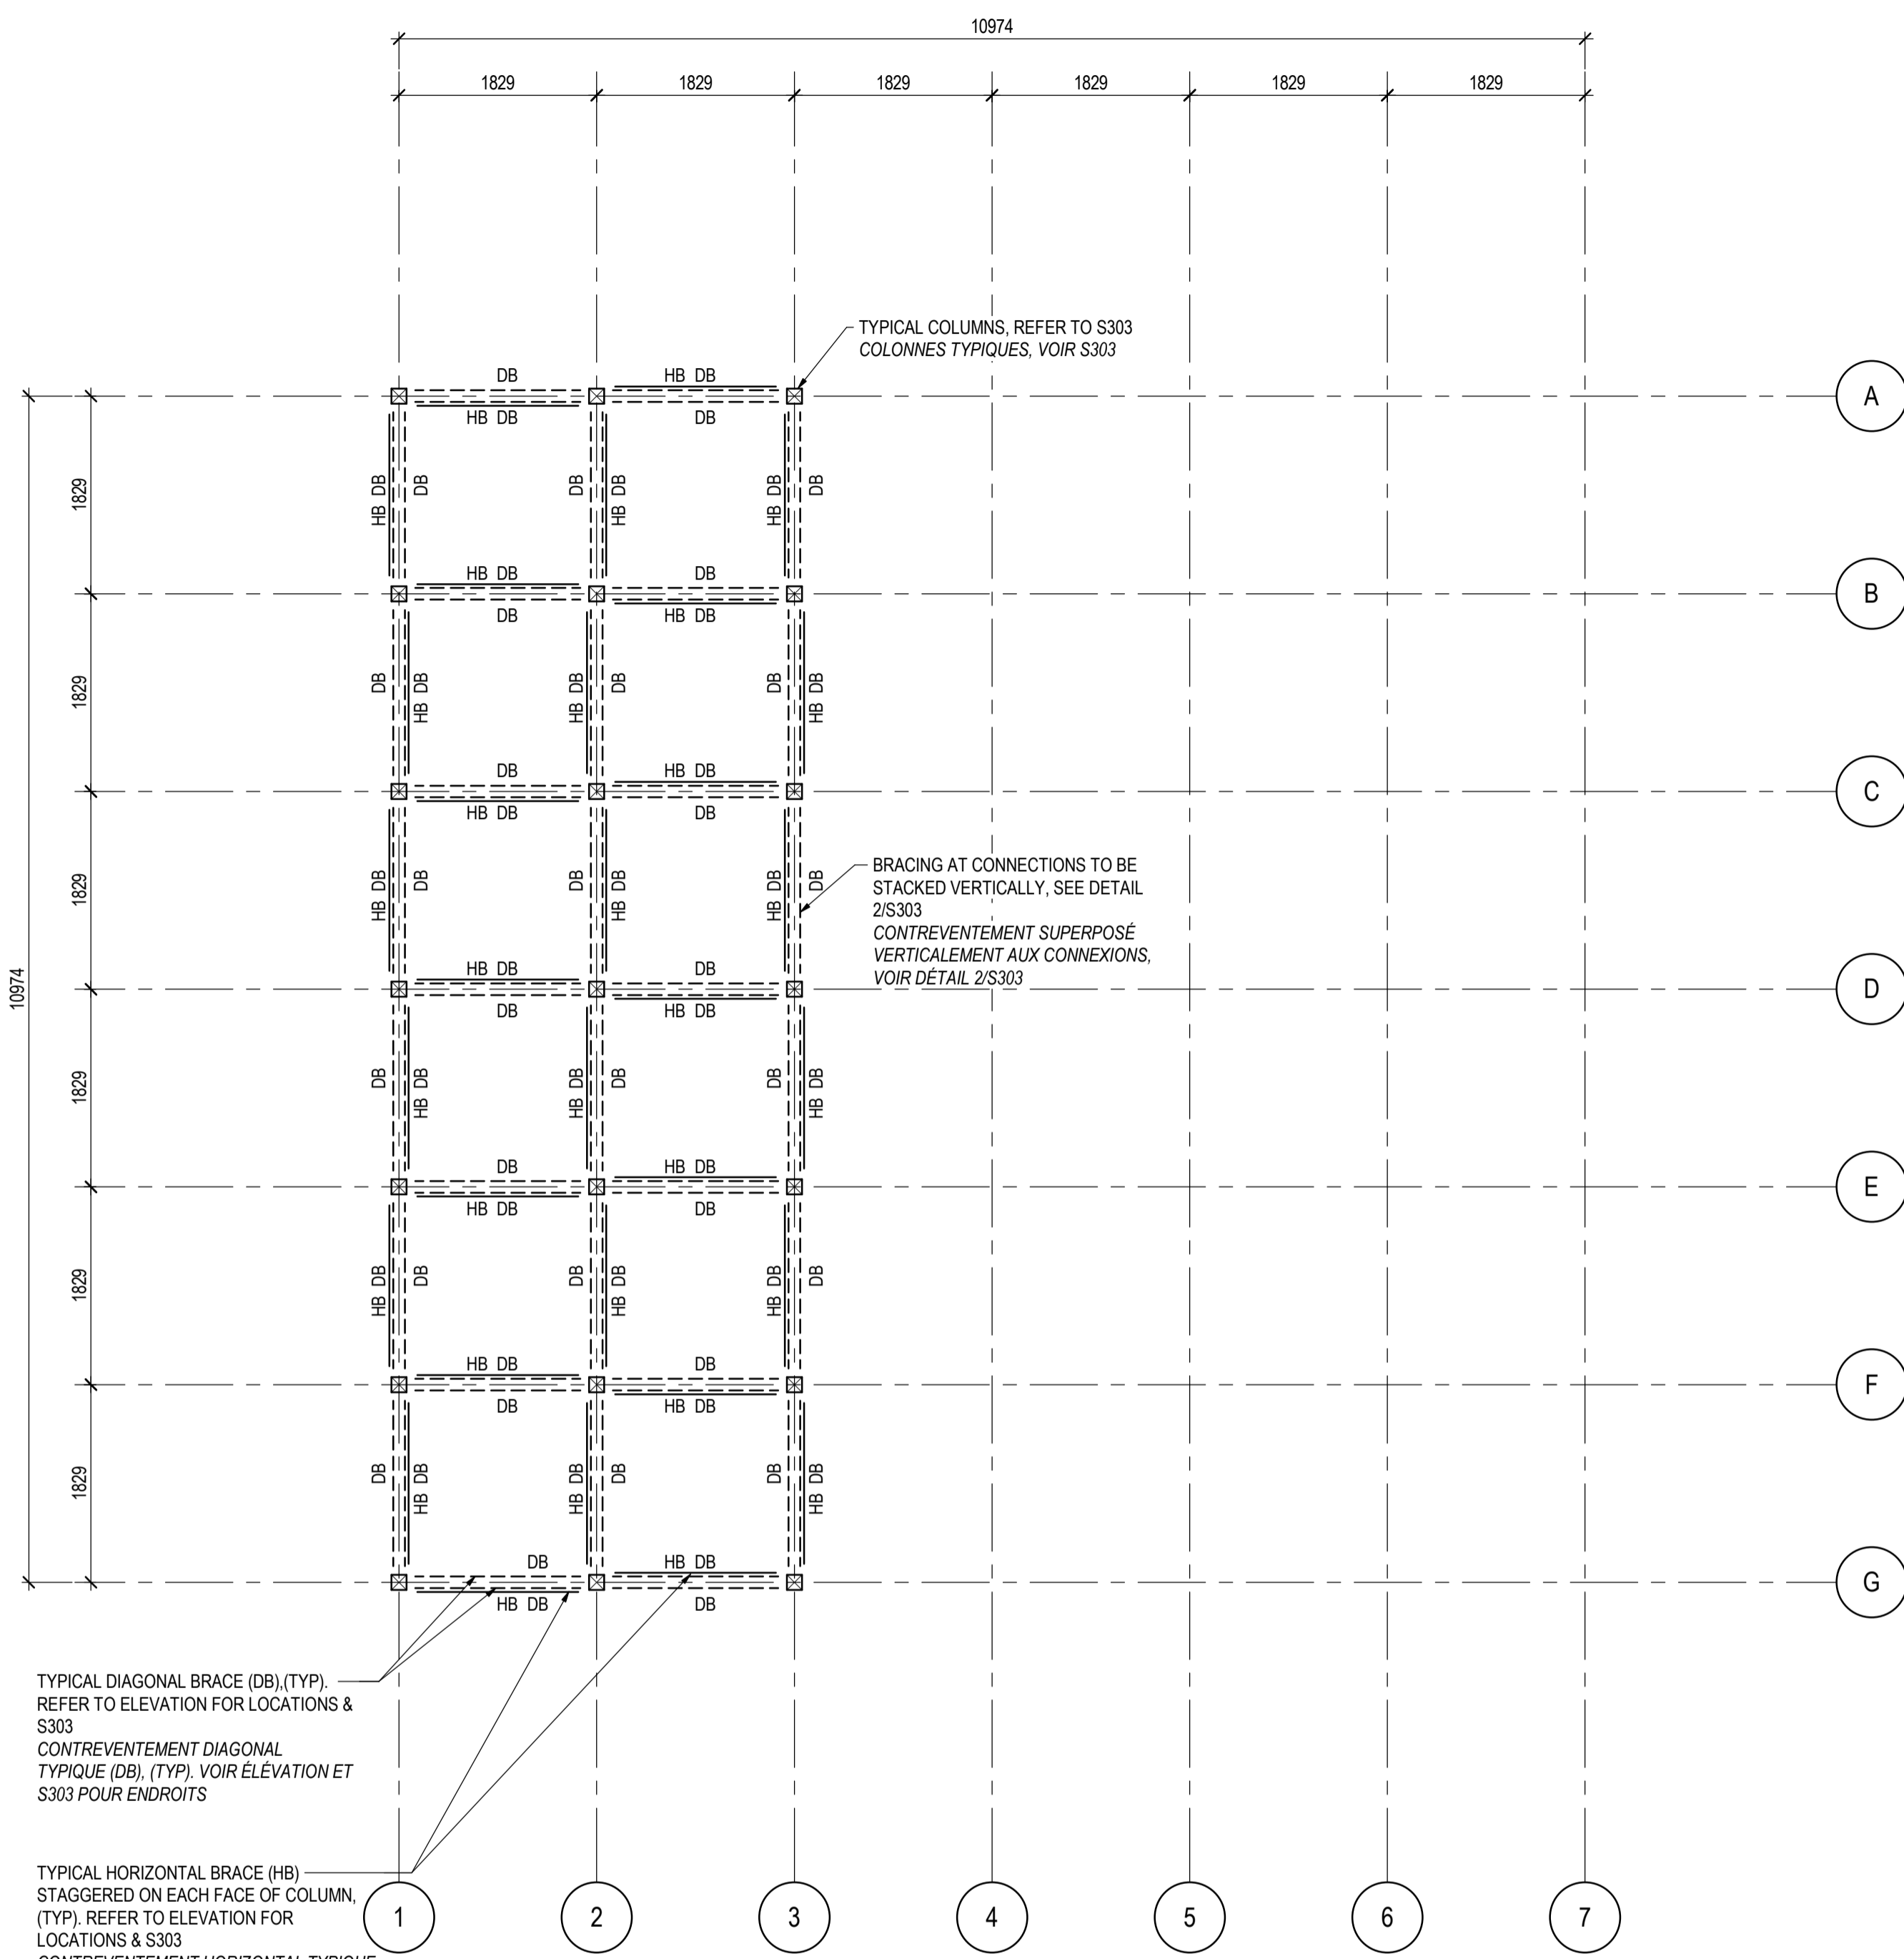 10974
1829 1829 1829 1829 1829 1829
TYPICAL COLUMNS, REFER TO S303
COLONNES TYPIQUES, VOIR S303
DB HB DB
A
HB DB DB
1829 HB DB DB DB HB DB HB DB DB
HB DB DB
B
DB HB DB
1829 DB HB DB HB DB DB DB HB DB
DB HB DB
C
HB DB DB
BRACING AT CONNECTIONS TO BE
STACKED VERTICALLY, SEE DETAIL
2/S303
CONTREVENTEMENT SUPERPOSÉ
VERTICALEMENT AUX CONNEXIONS,
VOIR DÉTAIL 2/S303
1829 HB DB DB DB HB DB HB DB DB
10974
HB DB DB
D
DB HB DB
1829 DB HB DB HB DB DB DB HB DB
DB HB DB
E
HB DB DB
1829 HB DB DB DB HB DB HB DB DB
HB DB DB
F
DB HB DB
1829 DB HB DB HB DB DB DB HB DB
DB HB DB
G
HB DB DB
TYPICAL DIAGONAL BRACE (DB),(TYP).
REFER TO ELEVATION FOR LOCATIONS &
S303
CONTREVENTEMENT DIAGONAL
TYPIQUE (DB), (TYP). VOIR ÉLÉVATION ET
S303 POUR ENDROITS
TYPICAL HORIZONTAL BRACE (HB)
STAGGERED ON EACH FACE OF COLUMN,
(TYP). REFER TO ELEVATION FOR
LOCATIONS & S303
CONTREVENTEMENT HORIZONTAL TYPIQUE
1 2 3 4 5 6 7